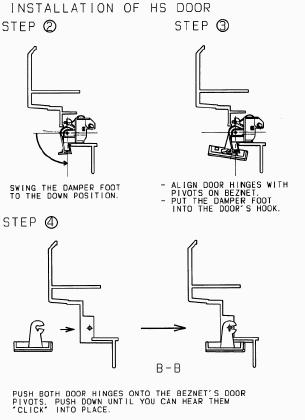 INSTALLATION OF HS DOOR
STEP ②
STEP ③
SWING THE DAMPER FOOT
TO THE DOWN POSITION.
- ALIGN DOOR HINGES WITH
PIVOTS ON BEZNET.
- PUT THE DAMPER FOOT
INTO THE DOOR'S HOOK.
STEP ④
B-B
PUSH BOTH DOOR HINGES ONTO THE BEZNET'S DOOR
PIVOTS. PUSH DOWN UNTIL YOU CAN HEAR THEM
"CLICK" INTO PLACE.